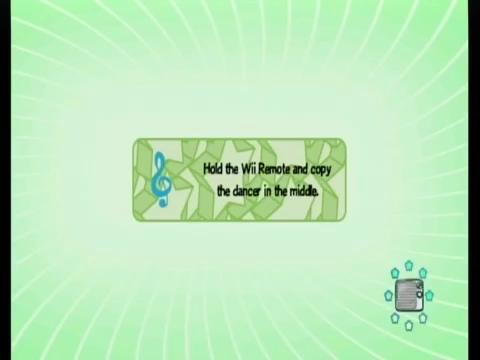 Hold the Wii Remote and copy
the dancer in the middle.